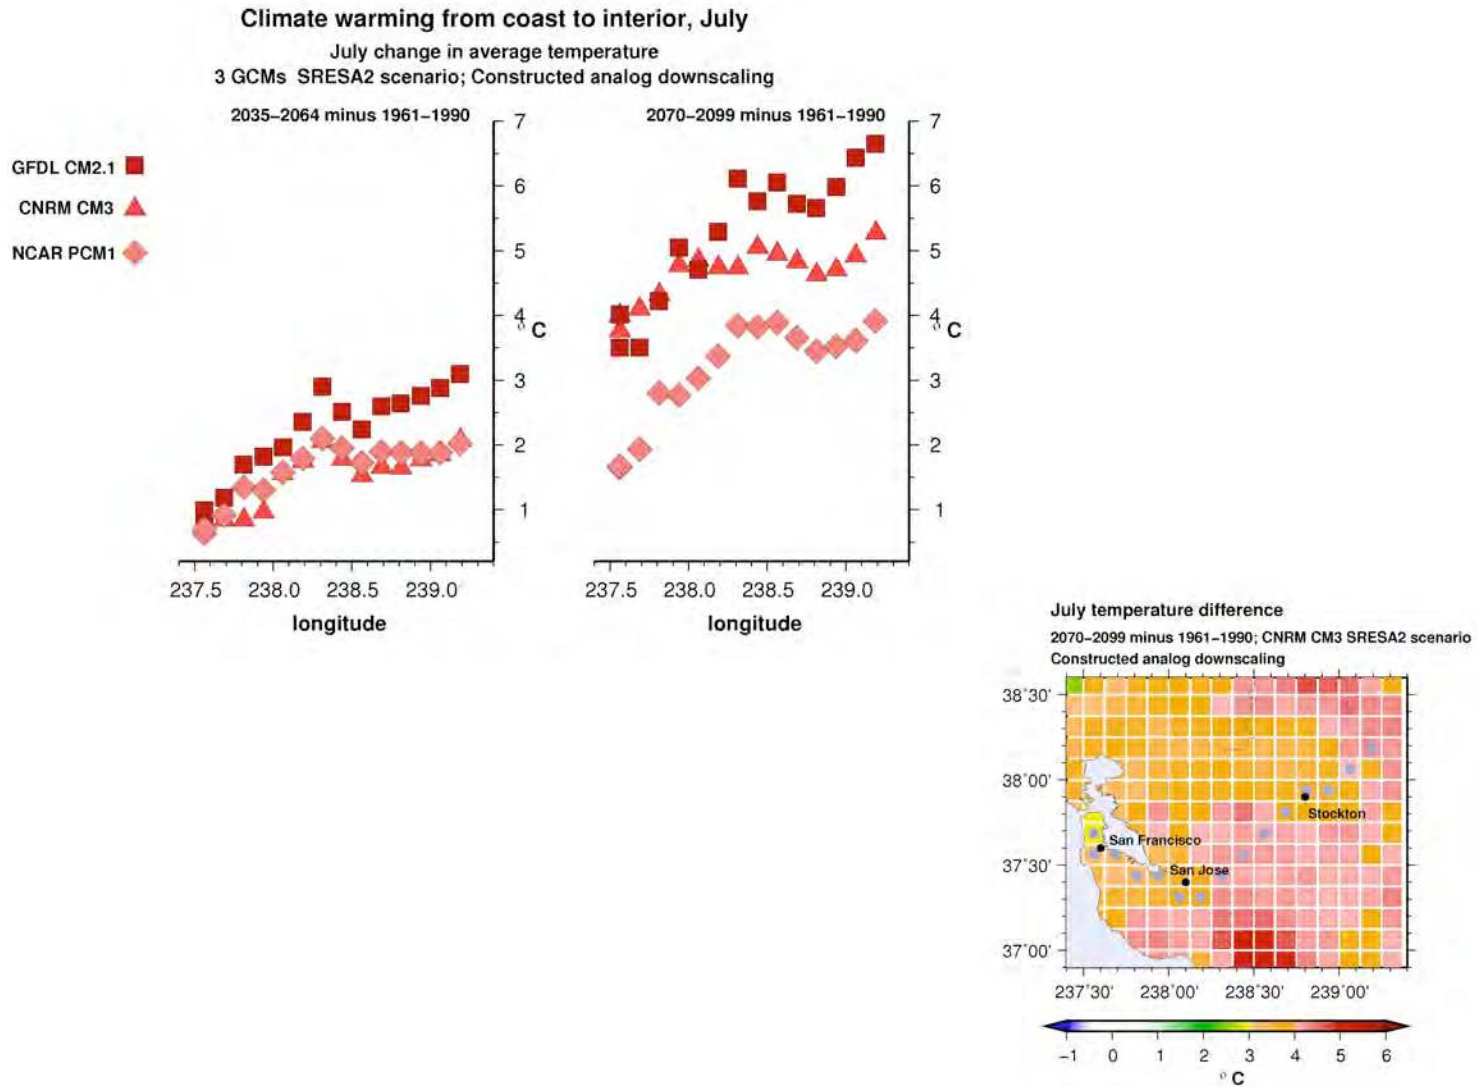 Climate warming from coast to interior, July
July change in average temperature
3 GCMs SRESA2 scenario; Constructed analog downscaling
2035–2064 minus 1961–1990
2070–2099 minus 1961–1990
GFDL CM2.1
CNRM CM3
NCAR PCM1
7
6
5
4
° C
3
2
1
237.5 238.0 238.5 239.0
longitude
7
6
5
4
° C
3
2
1
237.5 238.0 238.5 239.0
longitude
July temperature difference
2070–2099 minus 1961–1990; CNRM CM3 SRESA2 scenario
Constructed analog downscaling
38°30'
38°00'
Stockton
San Francisco
37°30'
San Jose
37°00'
237°30' 238°00' 238°30' 239°00'
−1 0 1 2 3 4 5 6
° C